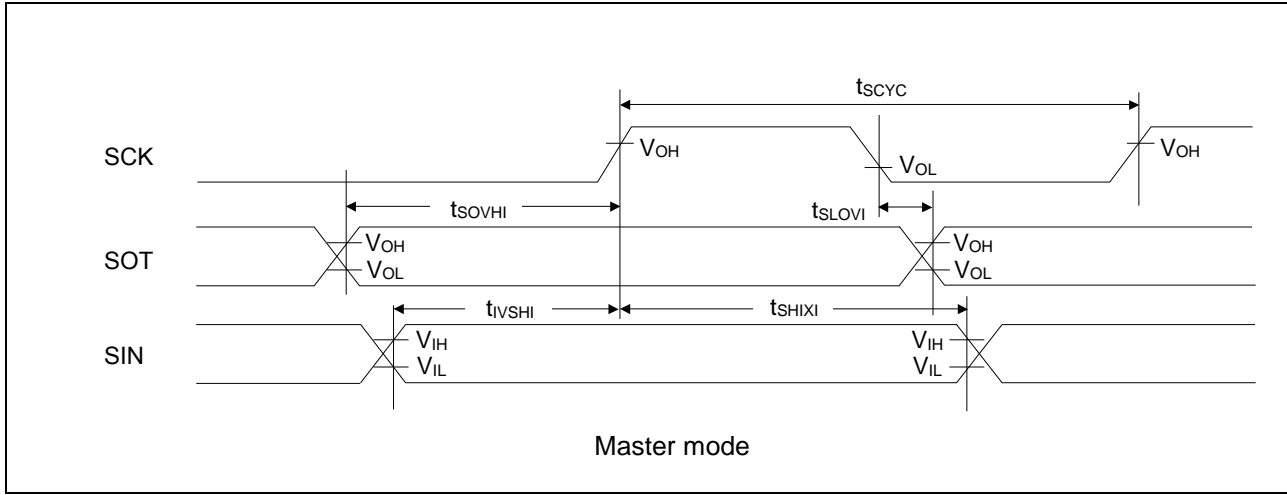 tSCYC
SCK
VOH
VOL
VOH
tSOVHI
tSLOVI
SOT
VOH
VOL
VOH
VOL
tIVSHI
tSHIXI
SIN
VIH
VIL
VIH
VIL
Master mode